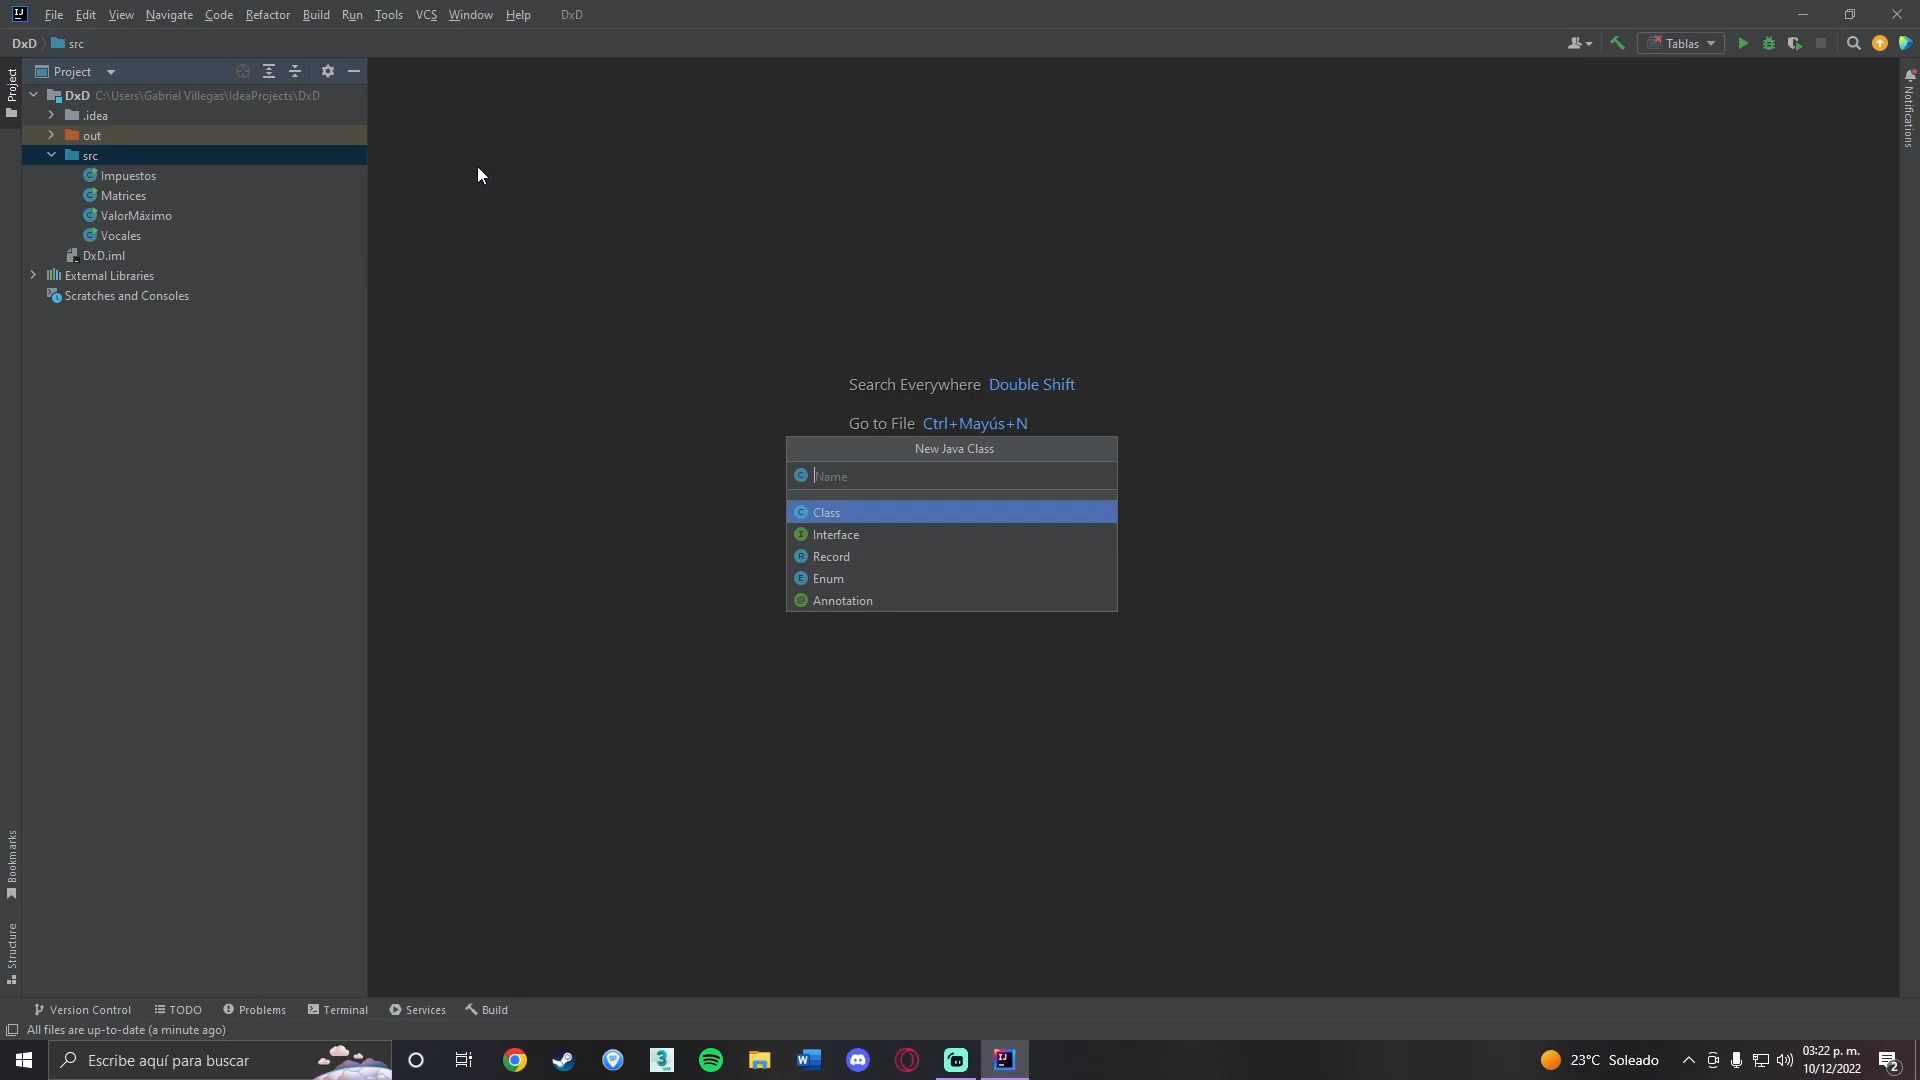 File Edit View Navigate Code Refactor Build Run Tools VCS Window Help DxD
DxD src
Tablas
Project
DxD C:\Users\Gabriel Villegas\IdeaProjects\DxD
.idea
out
src
Impuestos
Matrices
ValorMáximo
Vocales
DxD.iml
External Libraries
Scratches and Consoles
Project
Bookmarks
Structure
Notifications
Search Everywhere Double Shift
Go to File Ctrl+Mayús+N
New Java Class
Name
Class
Interface
Record
Enum
Annotation
Version Control TODO Problems Terminal Services Build
All files are up-to-date (a minute ago)
Escribe aquí para buscar
23°C Soleado
03:22 p. m.
10/12/2022
2